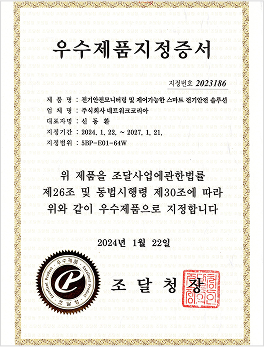 우수제품지정증서
지정번호 2023186
제 품 명 : 전기안전모니터링 및 제어가능한 스마트 전기안전 솔루션
업 체 명 : 주식회사 네프워크코리아
대표자명 : 신 동 환
지정기간 : 2024. 1. 22. ~ 2027. 1. 21.
지정범위 : 5BP-E01-64W
위 제품을 조달사업에관한법률
제26조 및 동법시행령 제30조에 따라
위와 같이 우수제품으로 지정합니다
2024년 1월 22일
조 달 청 장